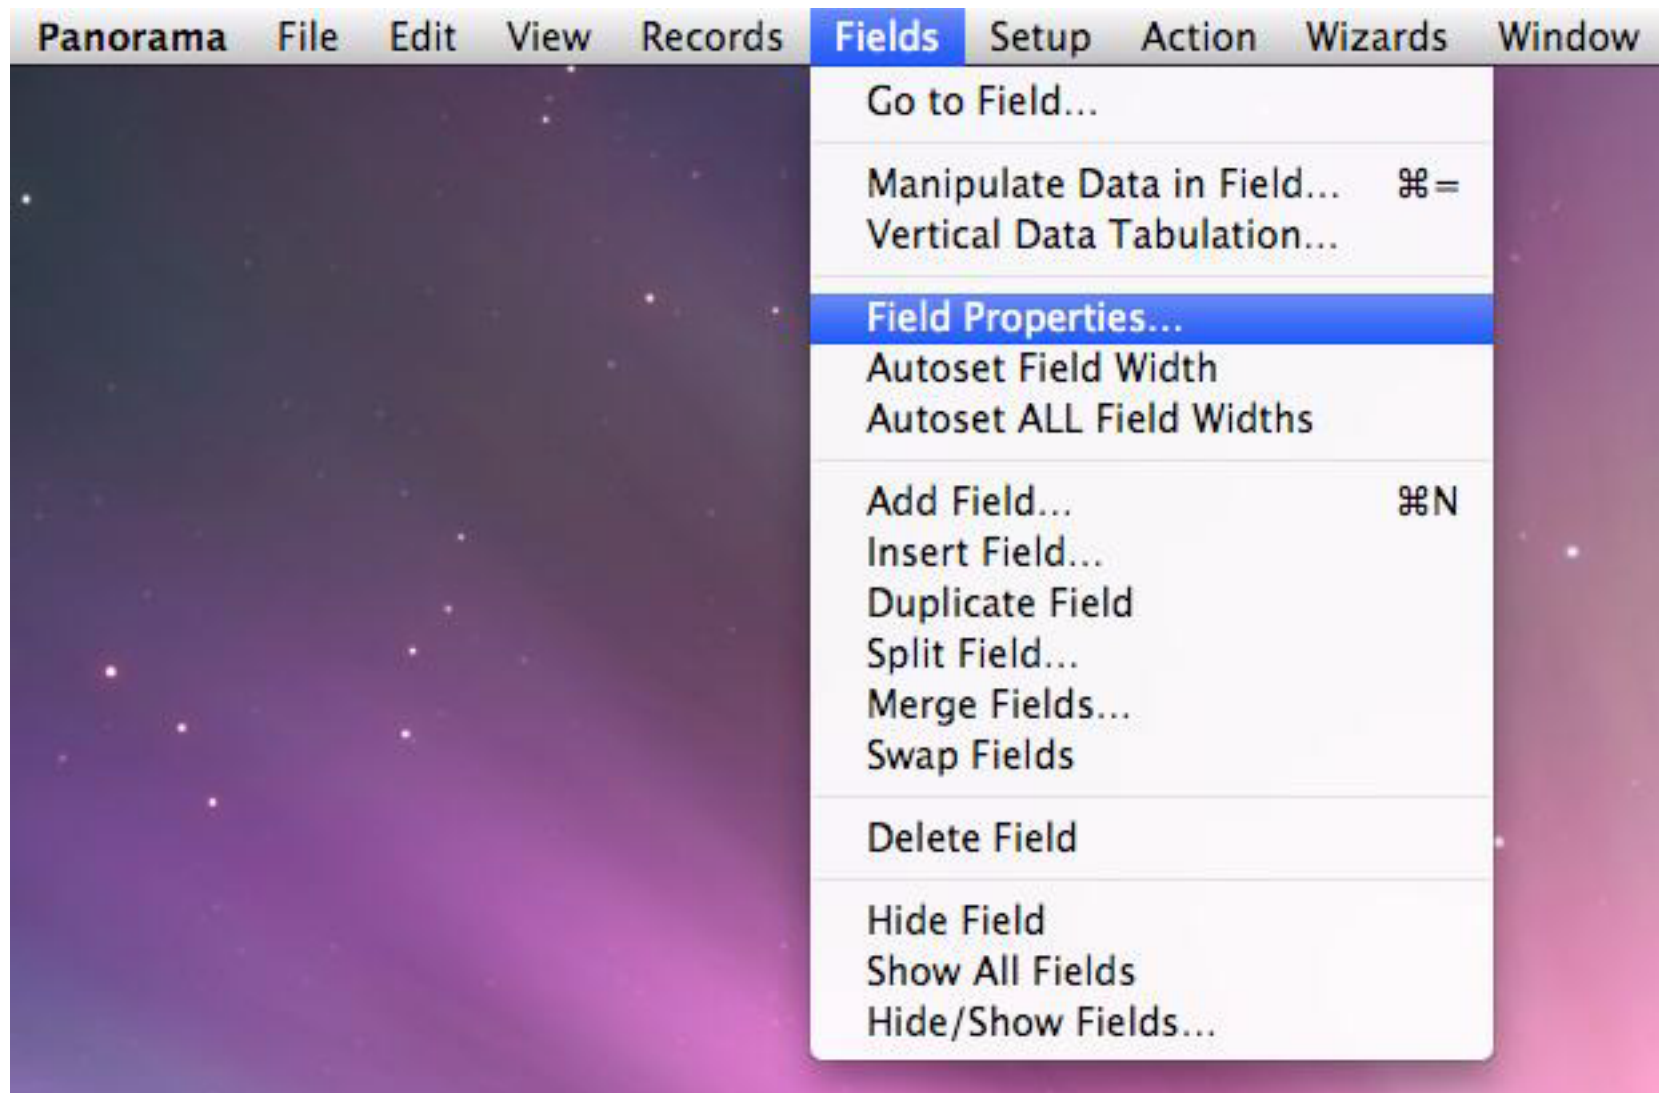 Panorama File Edit View Records Fields Setup Action Wizards Window
Go to Field...
Manipulate Data in Field... ⌘=
Vertical Data Tabulation...
Field Properties...
Autoset Field Width
Autoset ALL Field Widths
Add Field... ⌘N
Insert Field...
Duplicate Field
Split Field...
Merge Fields...
Swap Fields
Delete Field
Hide Field
Show All Fields
Hide/Show Fields...